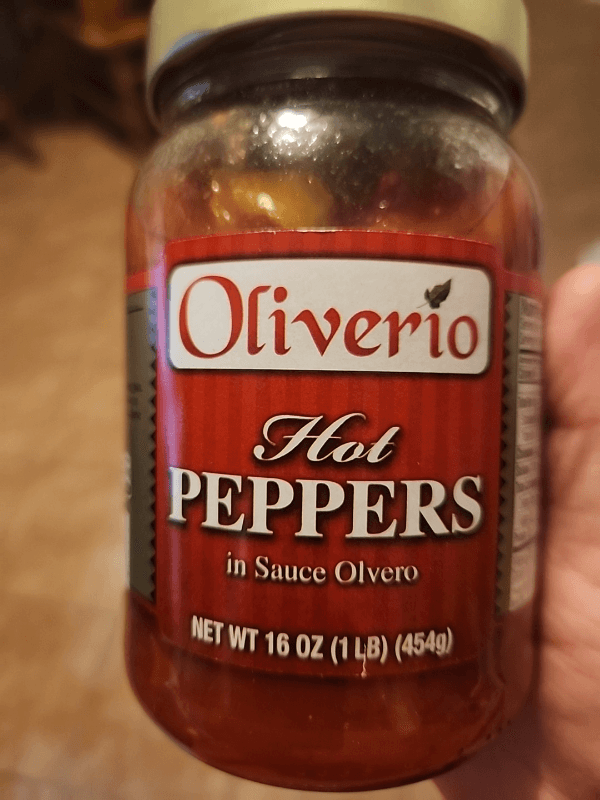 Oliverio
Hot
PEPPERS
in Sauce Olvero
NET WT 16 OZ (1 LB) (454g)